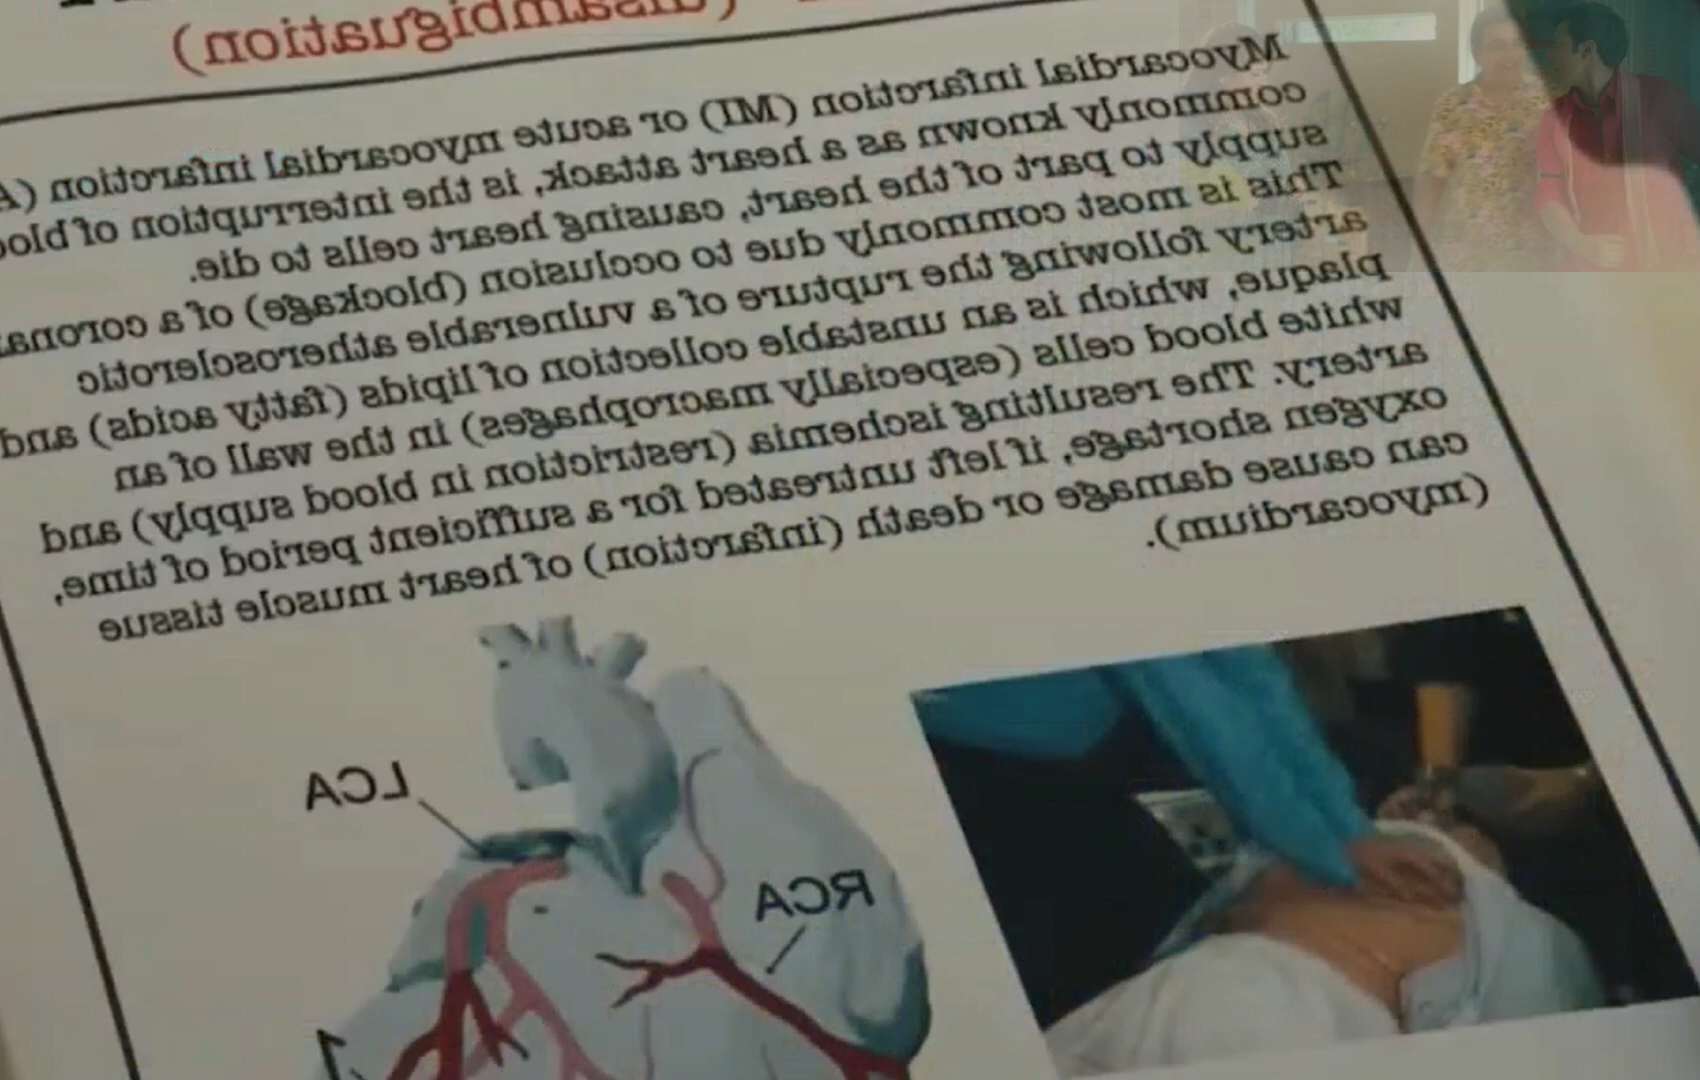 (disambiguation)
Myocardial infarction (MI) or acute myocardial infarction (A
commonly known as a heart attack, is the interruption of bloo
supply to part of the heart, causing heart cells to die.
This is most commonly due to occlusion (blockage) of a corona
artery following the rupture of a vulnerable atherosclerotic
plaque, which is an unstable collection of lipids (fatty acids) and
white blood cells (especially macrophages) in the wall of an
artery. The resulting ischemia (restriction in blood supply) and
oxygen shortage, if left untreated for a sufficient period of time,
can cause damage or death (infarction) of heart muscle tissue
(myocardium).
LCA
RCA
1